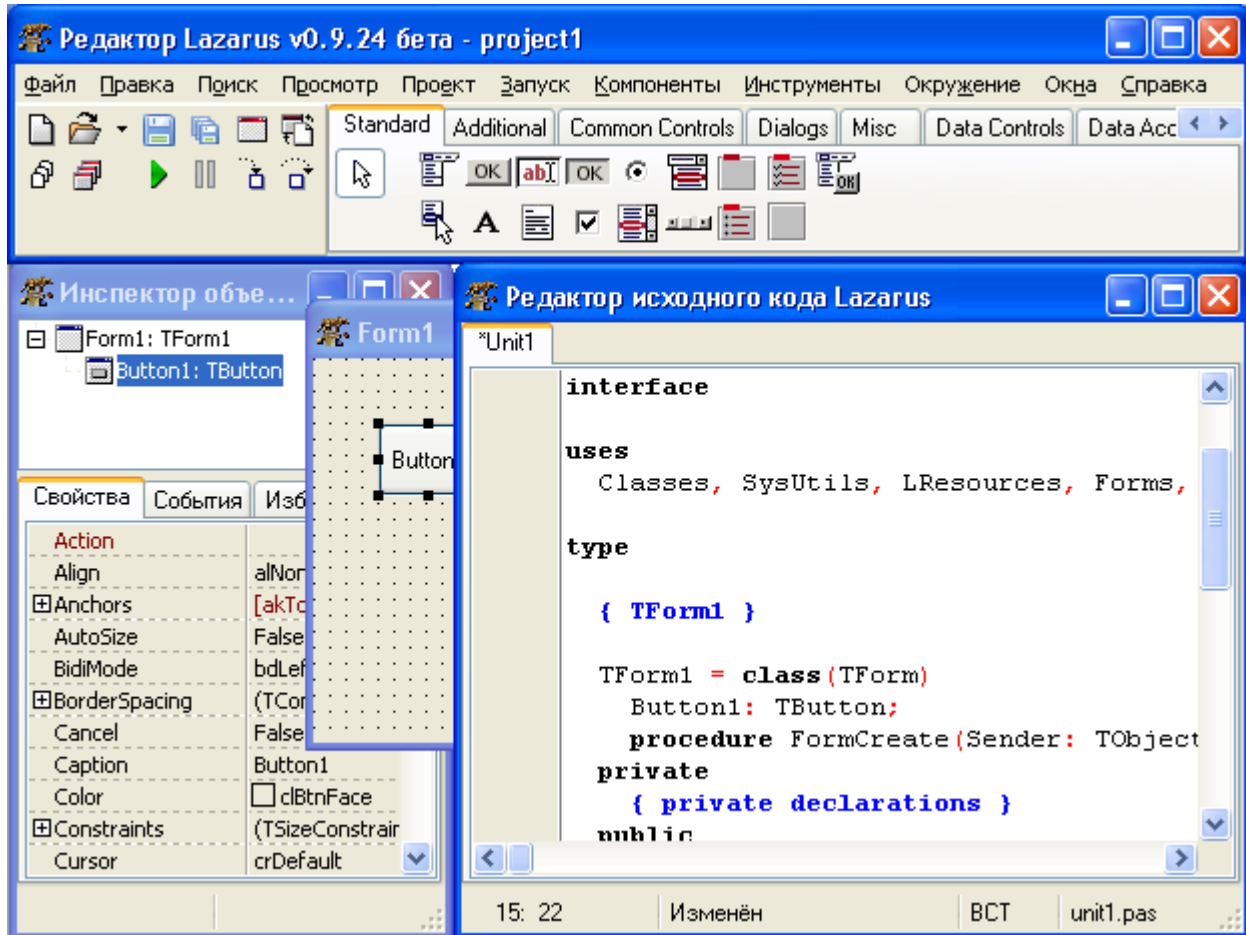 Редактор Lazarus v0.9.24 бета - project1
Файл Правка Поиск Просмотр Проект Запуск Компоненты Инструменты Окружение Окна Справка
Standard Additional Common Controls Dialogs Misc Data Controls Data Acc
OK abI OK
OK
A
Инспектор объе...
Form1: TForm1
Button1: TButton
Свойства События Изб
Action
Align alNor
Anchors [akTo
AutoSize False
BidiMode bdLef
BorderSpacing (TCor
Cancel False
Caption Button1
Color clBtnFace
Constraints (TSizeConstrair
Cursor crDefault
Form1
Button
Редактор исходного кода Lazarus
*Unit1
interface
uses
Classes, SysUtils, LResources, Forms,
type
{ TForm1 }
TForm1 = class(TForm)
Button1: TButton;
procedure FormCreate(Sender: TObject
private
{ private declarations }
public
15: 22 Изменён ВСТ unit1.pas